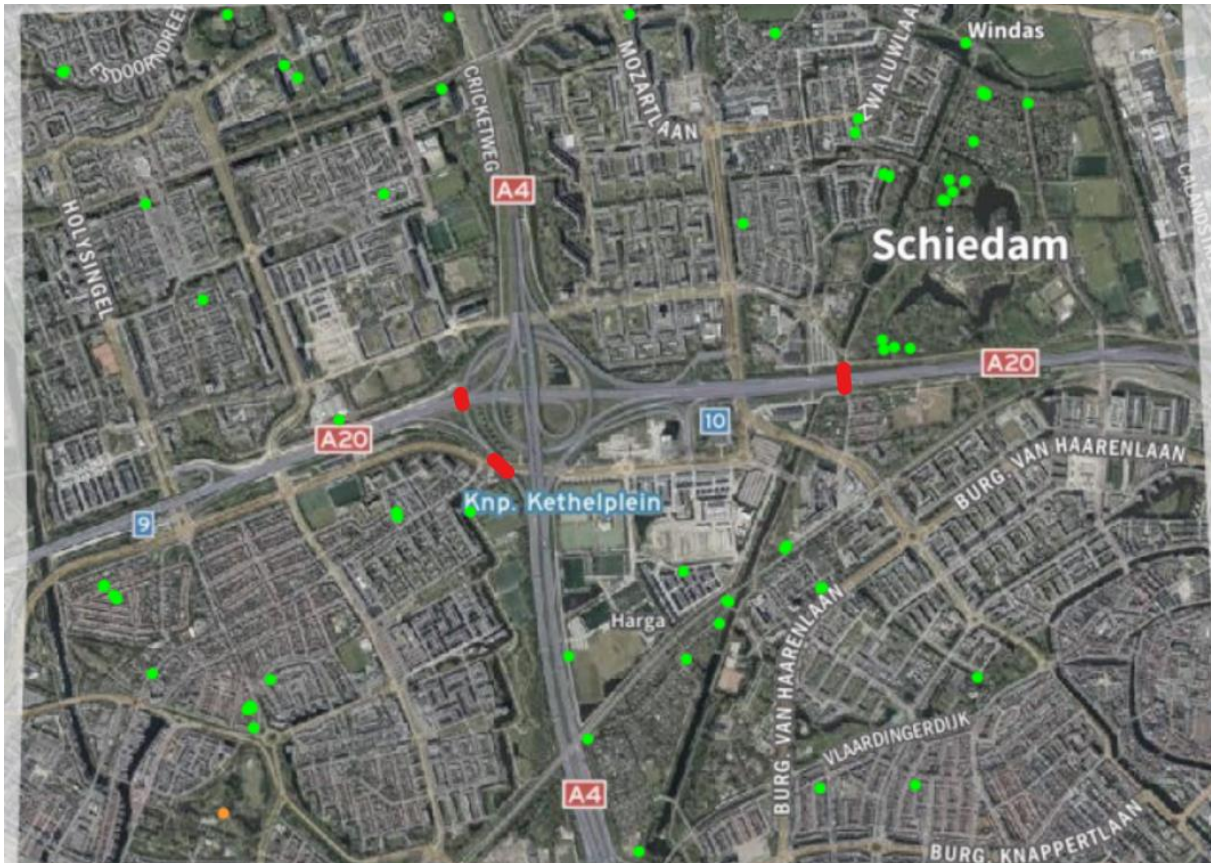 Windas
ESDOORNDREEF
CRICKETWEG
MOZARTLAAN
ZWALUWLAAN
A4
HOLYSINGEL
Schiedam
A20
10
A20
BURG. VAN HAARENLAAN
Knp. Kethelplein
9
Harga
BURG VAN HAARENLAAN
VLAARDINGERDIJK
A4
BURG. KNAPPERTLAAN